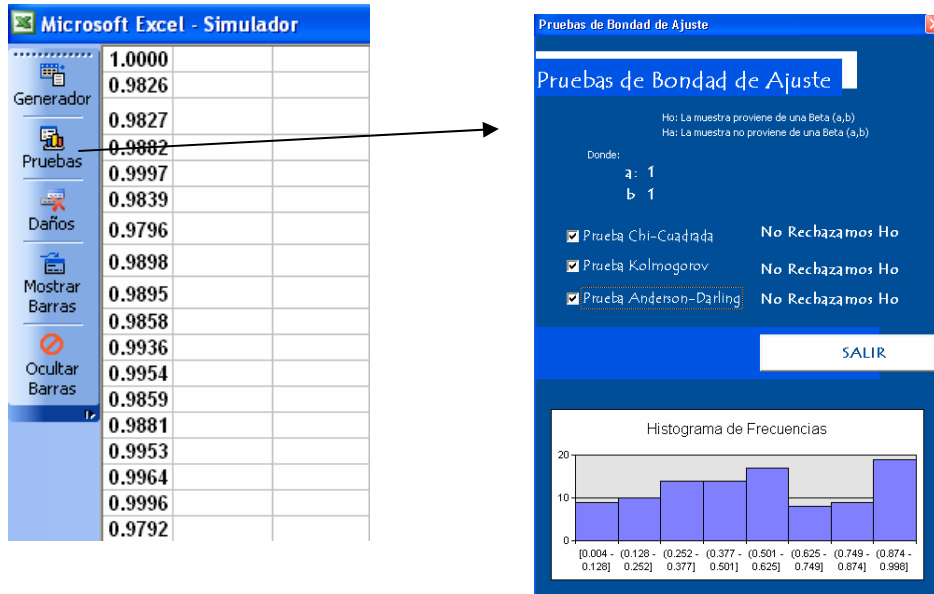 Microsoft Excel - Simulador
Generador
Pruebas
Daños
Mostrar
Barras
Ocultar
Barras
1.0000
0.9826
0.9827
0.9882
0.9997
0.9839
0.9796
0.9898
0.9895
0.9858
0.9936
0.9954
0.9859
0.9881
0.9953
0.9964
0.9996
0.9792
Pruebas de Bondad de Ajuste
Pruebas de Bondad de Ajuste
Ho: La muestra proviene de una Beta (a,b)
Ha: La muestra no proviene de una Beta (a,b)
Donde:
a: 1
b 1
Prueba Chi-Cuadrada No Rechazamos Ho
Prueba Kolmogorov No Rechazamos Ho
Prueba Anderson-Darling No Rechazamos Ho
SALIR
Histograma de Frecuencias
20
10
0
[0.004 - (0.128 - (0.252 - (0.377 - (0.501 - (0.625 - (0.749 - (0.874 -
0.128] 0.252] 0.377] 0.501] 0.625] 0.749] 0.874] 0.998]